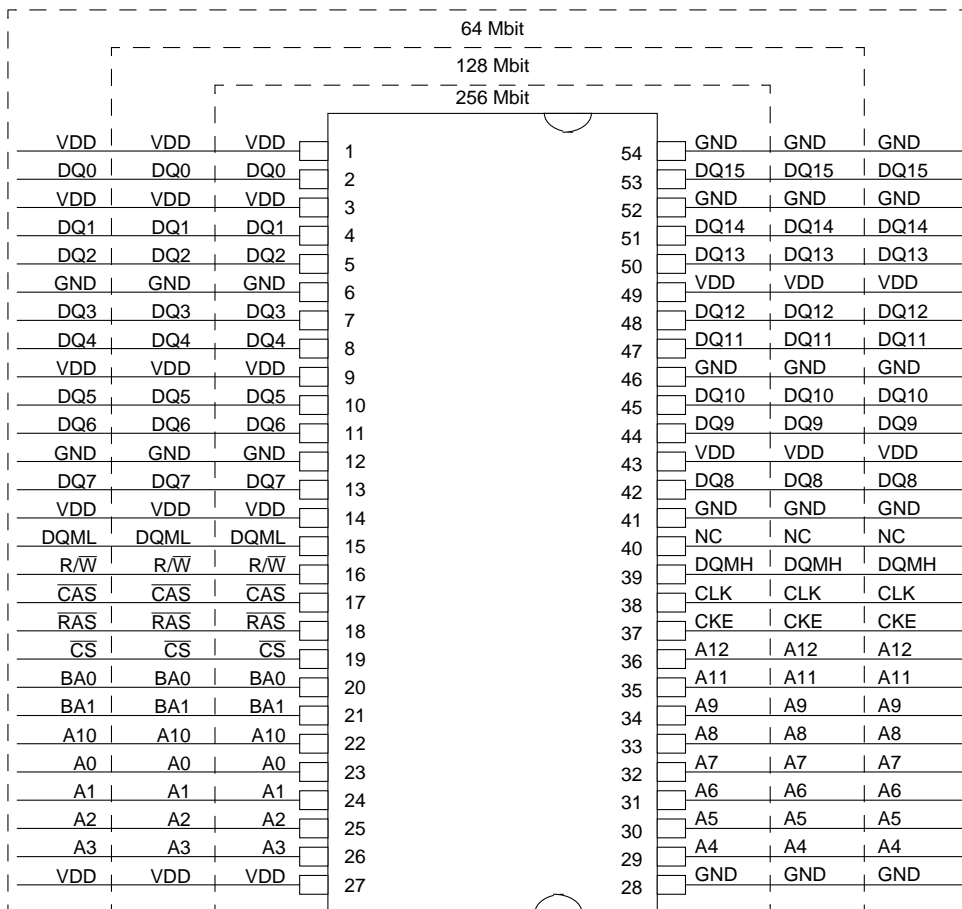 64 Mbit
128 Mbit
256 Mbit
VDD VDD VDD 1 54 GND GND GND
DQ0 DQ0 DQ0 2 53 DQ15 DQ15 DQ15
VDD VDD VDD 3 52 GND GND GND
DQ1 DQ1 DQ1 4 51 DQ14 DQ14 DQ14
DQ2 DQ2 DQ2 5 50 DQ13 DQ13 DQ13
GND GND GND 6 49 VDD VDD VDD
DQ3 DQ3 DQ3 7 48 DQ12 DQ12 DQ12
DQ4 DQ4 DQ4 8 47 DQ11 DQ11 DQ11
VDD VDD VDD 9 46 GND GND GND
DQ5 DQ5 DQ5 10 45 DQ10 DQ10 DQ10
DQ6 DQ6 DQ6 11 44 DQ9 DQ9 DQ9
GND GND GND 12 43 VDD VDD VDD
DQ7 DQ7 DQ7 13 42 DQ8 DQ8 DQ8
VDD VDD VDD 14 41 GND GND GND
DQML DQML DQML 15 40 NC NC NC
R/W̅ R/W̅ R/W̅ 16 39 DQMH DQMH DQMH
C̅A̅S̅ C̅A̅S̅ C̅A̅S̅ 17 38 CLK CLK CLK
R̅A̅S̅ R̅A̅S̅ R̅A̅S̅ 18 37 CKE CKE CKE
C̅S̅ C̅S̅ C̅S̅ 19 36 A12 A12 A12
BA0 BA0 BA0 20 35 A11 A11 A11
BA1 BA1 BA1 21 34 A9 A9 A9
A10 A10 A10 22 33 A8 A8 A8
A0 A0 A0 23 32 A7 A7 A7
A1 A1 A1 24 31 A6 A6 A6
A2 A2 A2 25 30 A5 A5 A5
A3 A3 A3 26 29 A4 A4 A4
VDD VDD VDD 27 28 GND GND GND